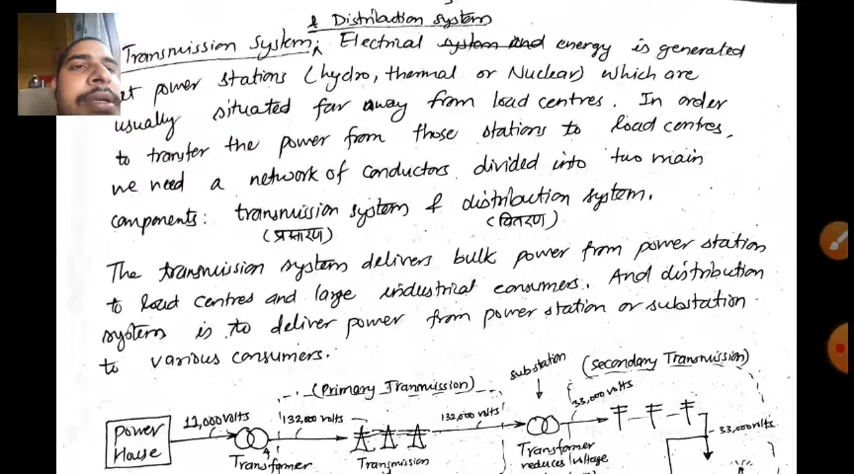 & Distribution system
Transmission System; Electrical energy is generated
at power stations (hydro, thermal or Nuclear) which are
usually situated far away from load centres. In order
to transfer the power from those stations to load centres,
we need a network of conductors divided into two main
components: transmission system & distribution system.
(प्रसारण) (वितरण)
The transmission system delivers bulk power from power station
to load centres and large industrial consumers. And distribution
system is to deliver power from power station or substation
to various consumers.
(Primary Tranmission) substation (Secondary Transmission)
11,000 volts 132,000 volts 132,000 volts 33,000 volts
Power
House
33,000 volts
Transfomer Transmission Transfomer
reduces voltage